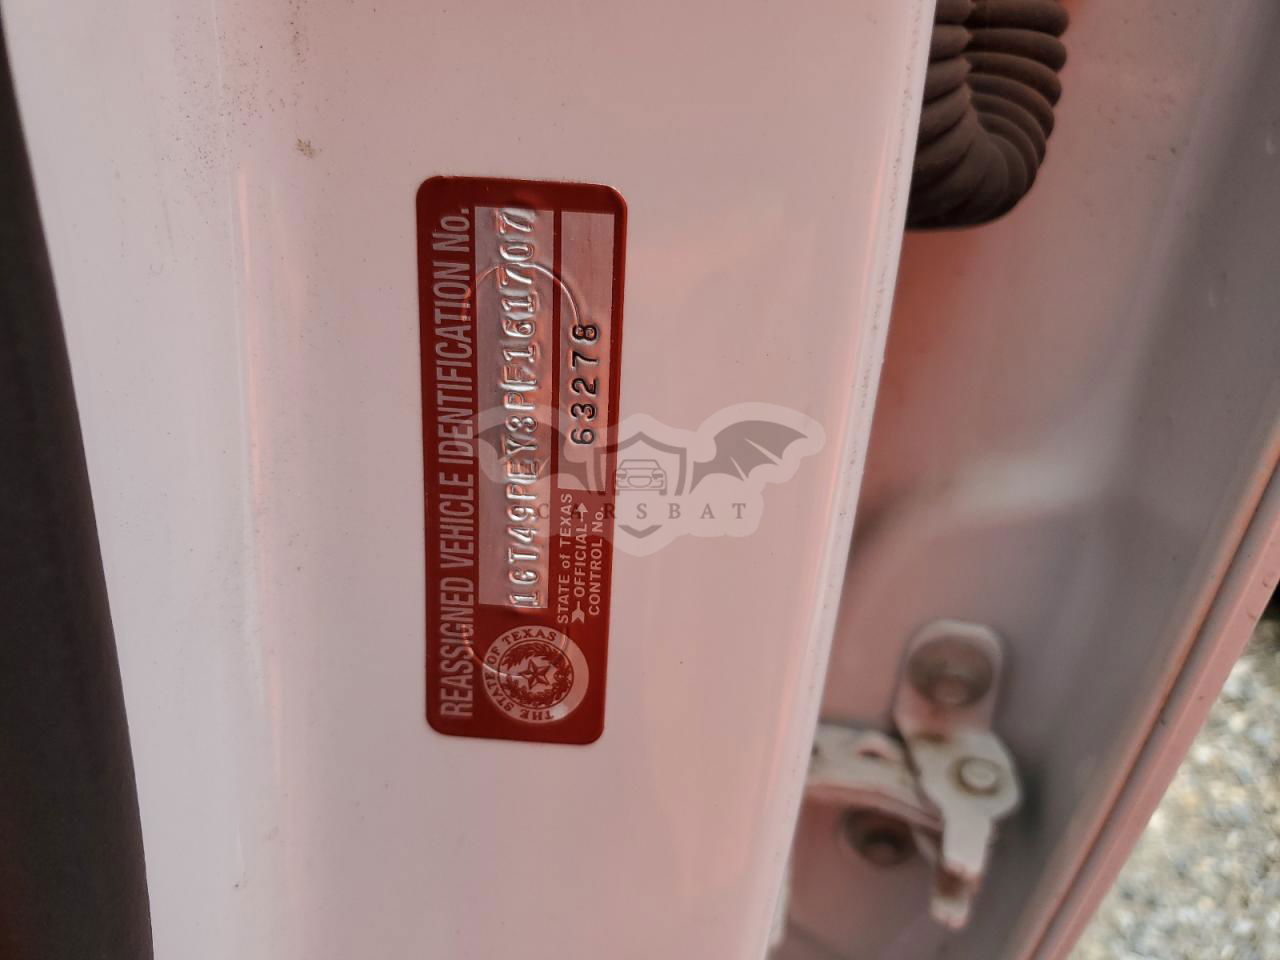 REASSIGNED VEHICLE IDENTIFICATION No.
1GT49PEY3PF161707
63278
STATE of TEXAS
OFFICIAL
CONTROL No.
THE STATE OF TEXAS
CARSBAT